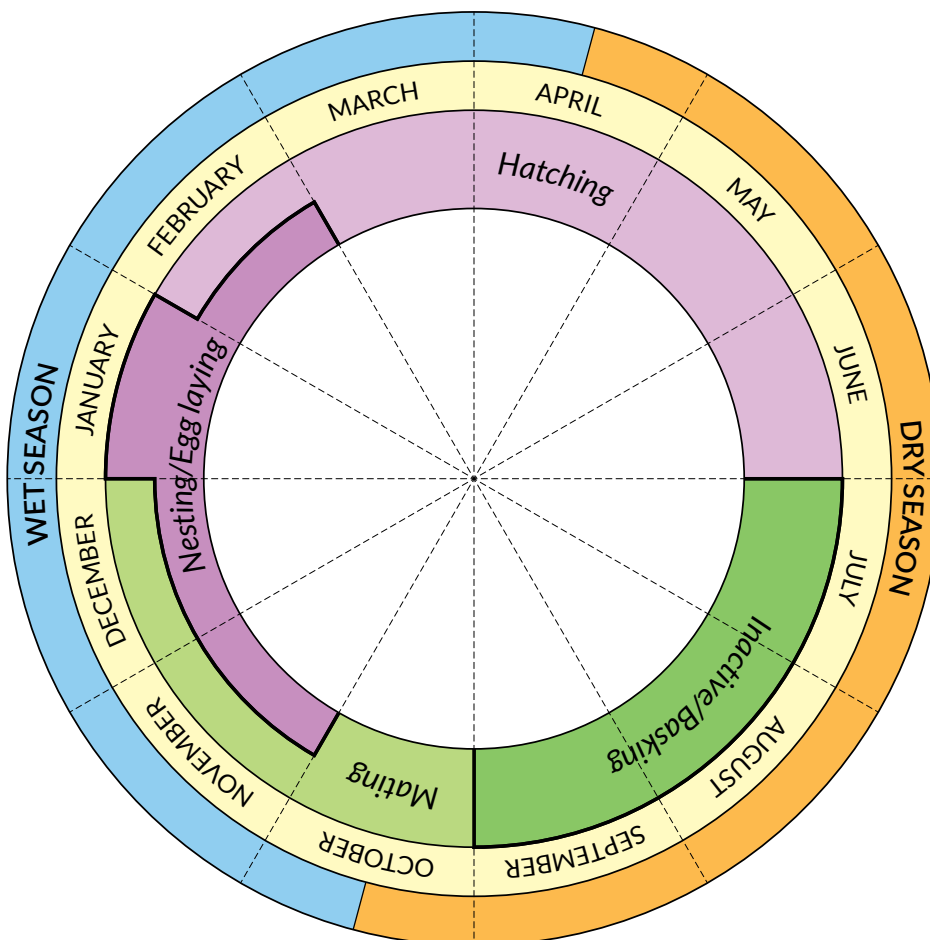 WET SEASON
DRY SEASON
JANUARY
FEBRUARY
MARCH
APRIL
MAY
JUNE
JULY
AUGUST
SEPTEMBER
OCTOBER
NOVEMBER
DECEMBER
Hatching
Inactive/Basking
Mating
Nesting/Egg laying